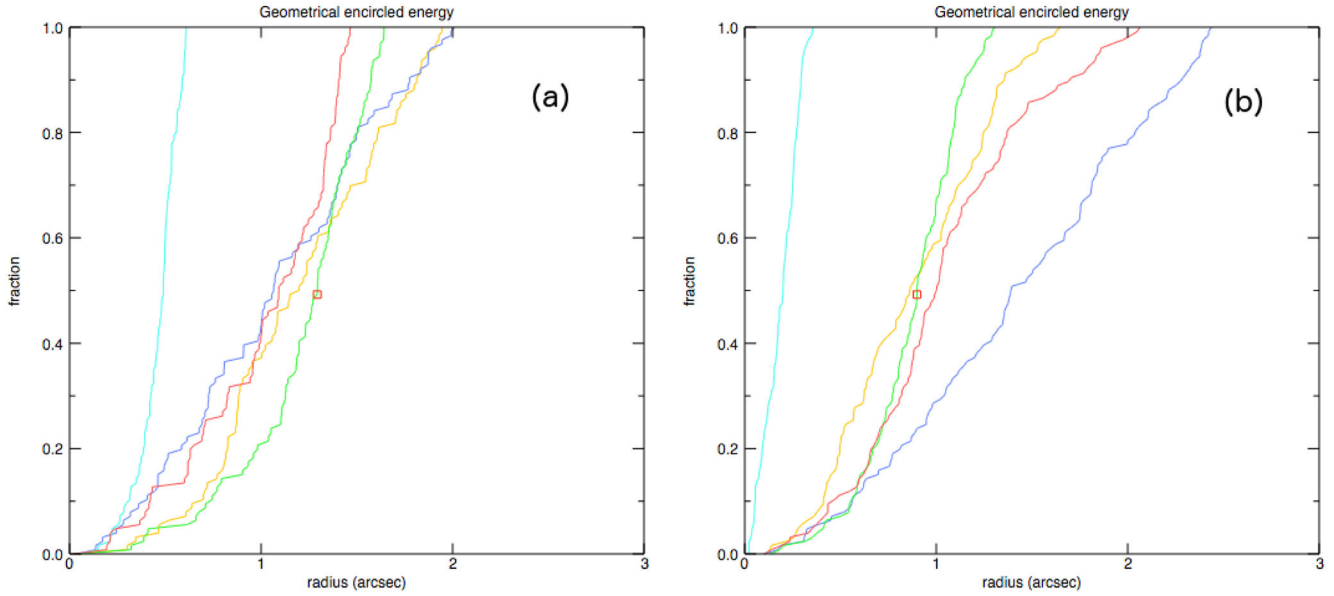 Geometrical encircled energy
1.0
0.8
0.6
0.4
0.2
0.0
fraction
(a)
0 1 2 3
radius (arcsec)
Geometrical encircled energy
1.0
0.8
0.6
0.4
0.2
0.0
fraction
(b)
0 1 2 3
radius (arcsec)